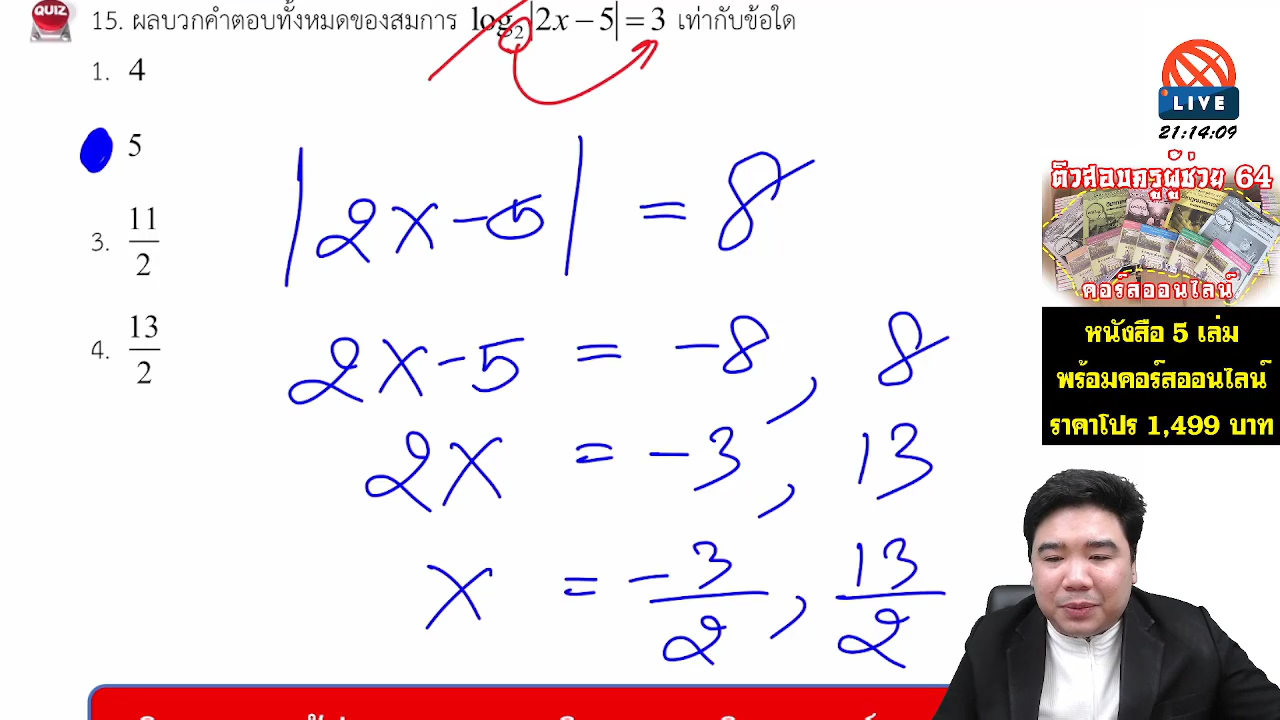 QUIZ
15. ผลบวกคำตอบทั้งหมดของสมการ log₂|2x − 5| = 3 เท่ากับข้อใด
1. 4
5
3. 11/2
4. 13/2
|2x-5| = 8
2x-5 = -8, 8
2x = -3, 13
x = -3/2, 13/2
LIVE
21:14:09
ติวสอบครูผู้ช่วย 64
คอร์สออนไลน์
หนังสือ 5 เล่ม
พร้อมคอร์สออนไลน์
ราคาโปร 1,499 บาท